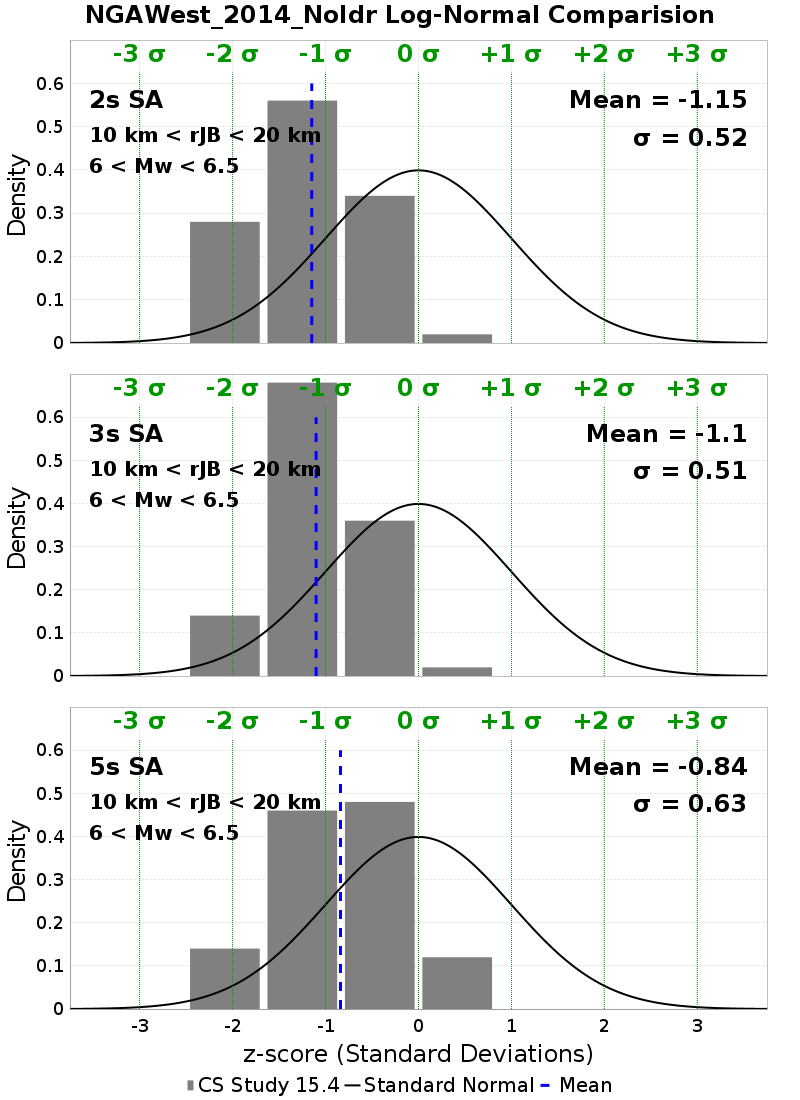 NGAWest_2014_NoIdr Log-Normal Comparision
-3 σ -2 σ -1 σ 0 σ +1 σ +2 σ +3 σ
2s SA
Mean = -1.15
10 km < rJB < 20 km
σ = 0.52
6 < Mw < 6.5
Density
0.6
0.5
0.4
0.3
0.2
0.1
0
-3 σ -2 σ -1 σ 0 σ +1 σ +2 σ +3 σ
3s SA
Mean = -1.1
10 km < rJB < 20 km
σ = 0.51
6 < Mw < 6.5
Density
0.6
0.5
0.4
0.3
0.2
0.1
0
-3 σ -2 σ -1 σ 0 σ +1 σ +2 σ +3 σ
5s SA
Mean = -0.84
10 km < rJB < 20 km
σ = 0.63
6 < Mw < 6.5
Density
0.6
0.5
0.4
0.3
0.2
0.1
0
-3 -2 -1 0 1 2 3
z-score (Standard Deviations)
CS Study 15.4 Standard Normal Mean